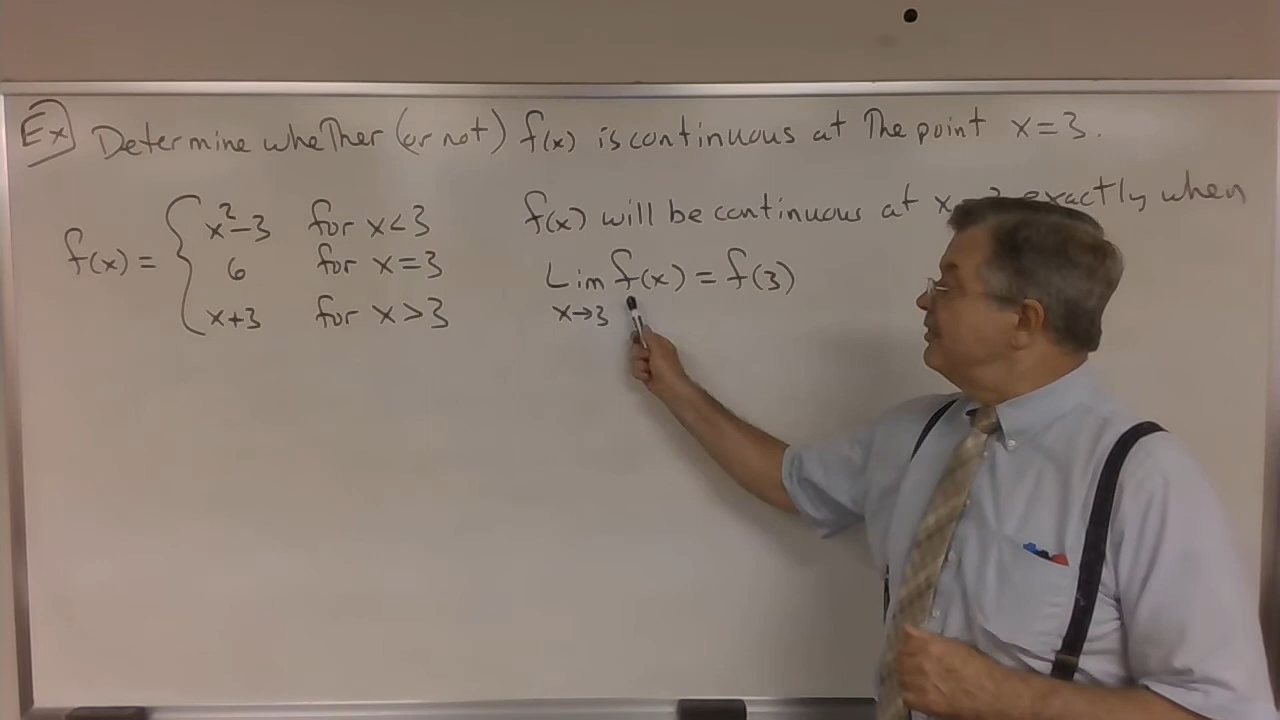 Ex Determine whether (or not) f(x) is continuous at the point x=3.
f(x) will be continuous at x exactly when
f(x) = { x²-3 for x<3
6 for x=3
x+3 for x>3
Lim f(x) = f(3)
x→3